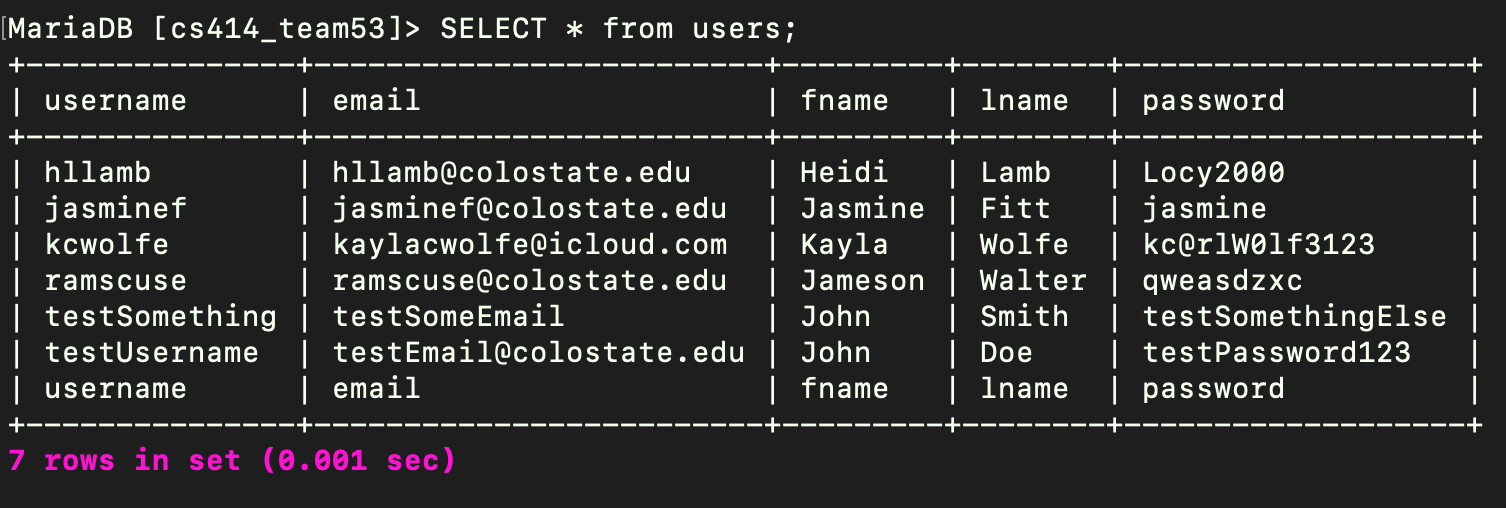 MariaDB [cs414_team53]> SELECT * from users;
+---------------+-------------------------+---------+--------+-------------------+
| username      | email                   | fname   | lname  | password          |
+---------------+-------------------------+---------+--------+-------------------+
| hllamb        | hllamb@colostate.edu    | Heidi   | Lamb   | Locy2000          |
| jasminef      | jasminef@colostate.edu  | Jasmine | Fitt   | jasmine           |
| kcwolfe       | kaylacwolfe@icloud.com  | Kayla   | Wolfe  | kc@rlW0lf3123     |
| ramscuse      | ramscuse@colostate.edu  | Jameson | Walter | qweasdzxc         |
| testSomething | testSomeEmail           | John    | Smith  | testSomethingElse |
| testUsername  | testEmail@colostate.edu | John    | Doe    | testPassword123   |
| username      | email                   | fname   | lname  | password          |
+---------------+-------------------------+---------+--------+-------------------+
7 rows in set (0.001 sec)